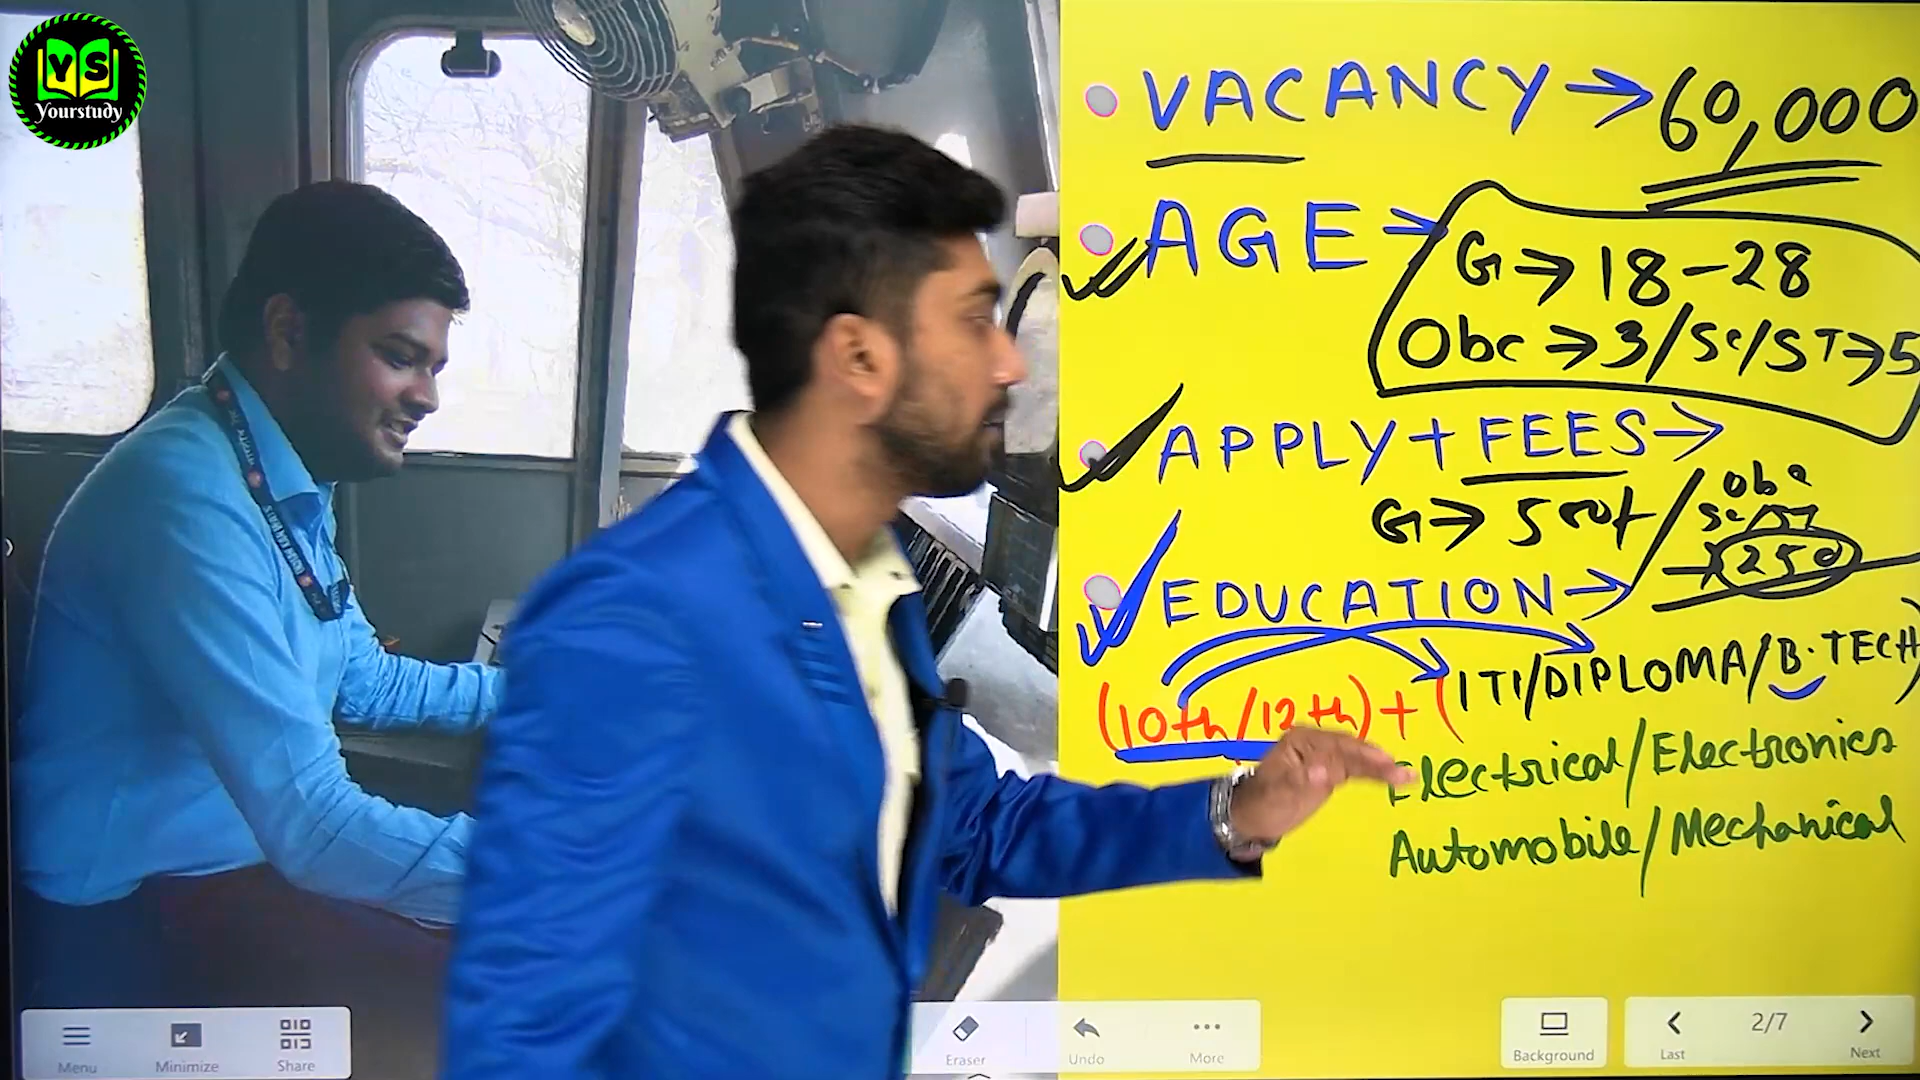 YS
Yourstudy
VACANCY → 60,000
AGE →
G → 18-28
Obc → 3/Sc/ST → 5
APPLY + FEES →
G → 500+ / Obc
Sc/ST
250
EDUCATION →
(10th/12th) + (ITI/DIPLOMA/B.TECH)
Electrical/Electronics
Automobile/Mechanical
Menu
Minimize
Share
Eraser
Undo
More
Background
Last
2/7
Next